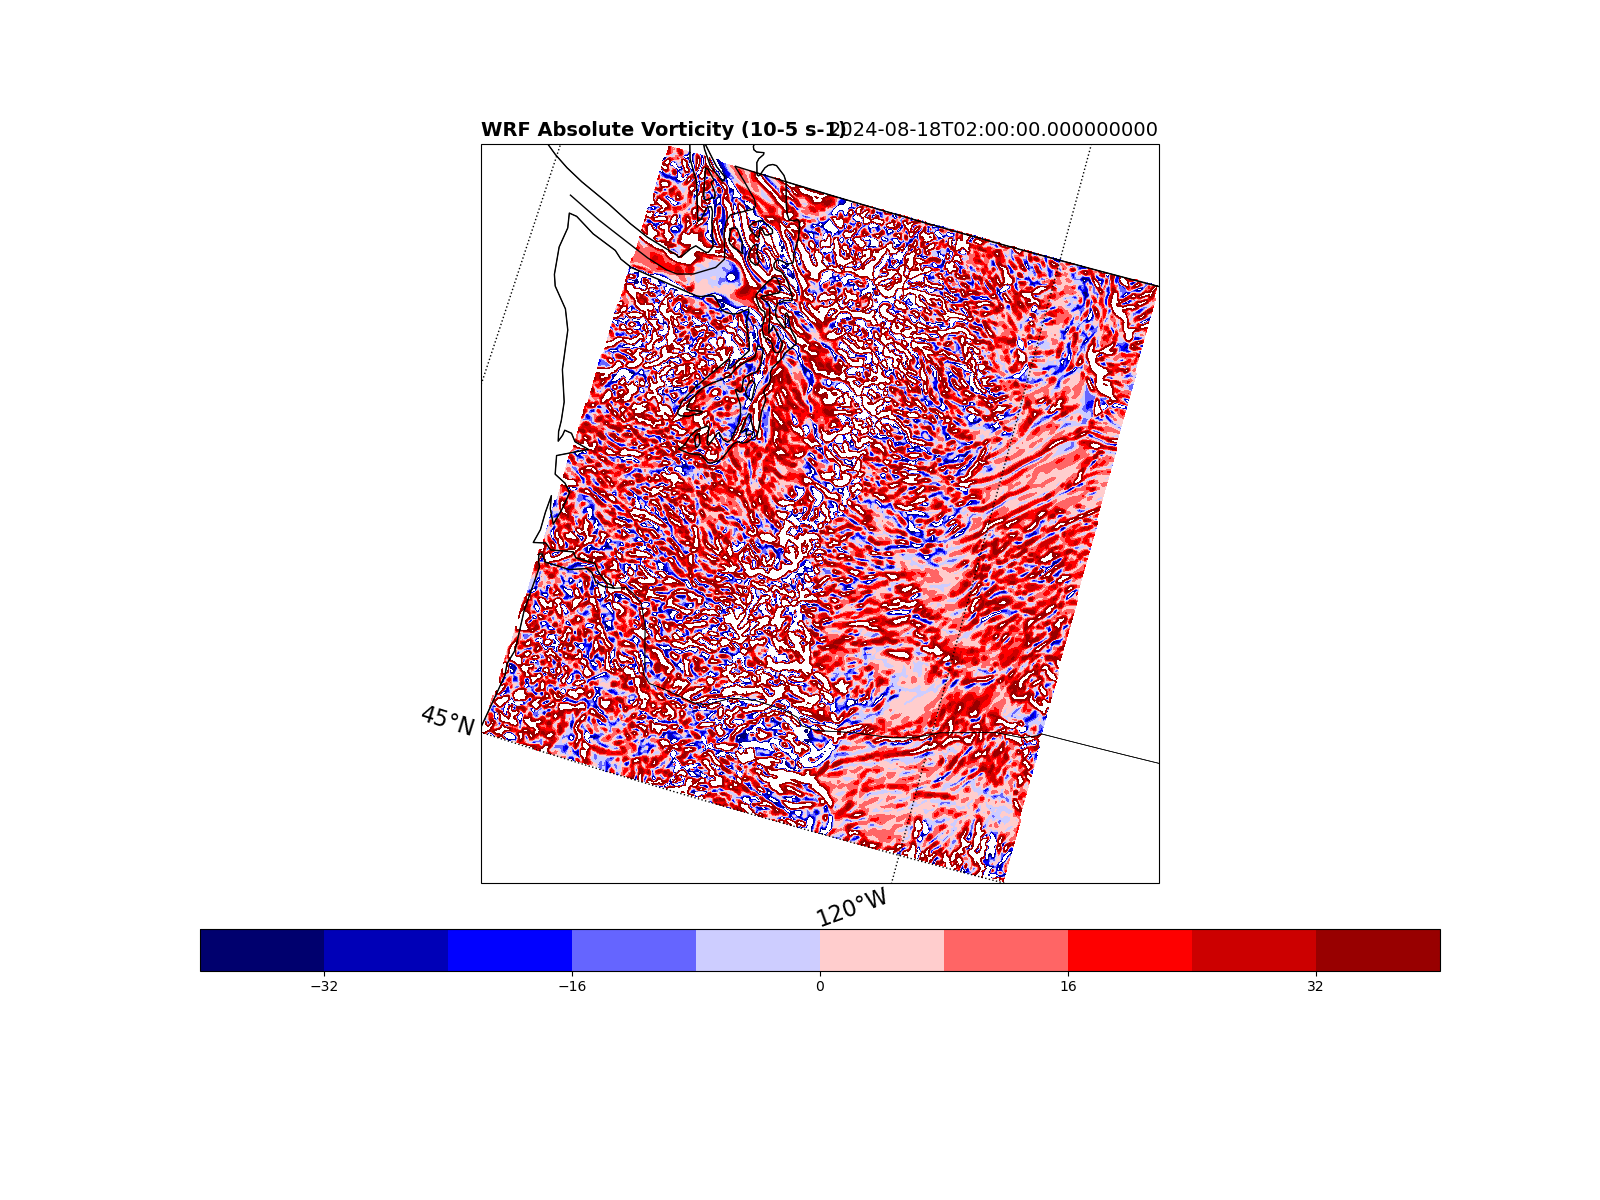 WRF Absolute Vorticity (10-5 s-1) 2024-08-18T02:00:00.000000000
45°N
120°W
−32 −16 0 16 32